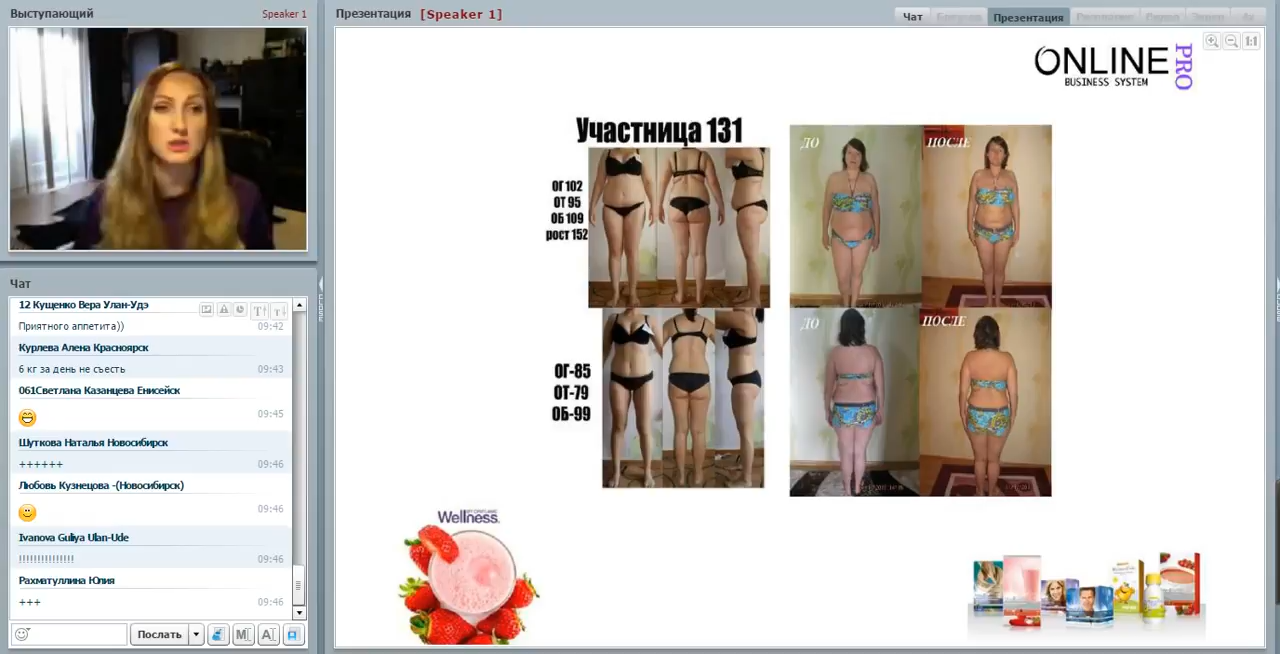 Выступающий
Speaker 1
Чат
12 Кущенко Вера Улан-Удэ
Приятного аппетита))
09:42
Курлева Алена Красноярск
6 кг за день не съесть
09:43
061Светлана Казанцева Енисейск
09:45
Шуткова Наталья Новосибирск
++++++
09:46
Любовь Кузнецова -(Новосибирск)
09:46
Ivanova Guliya Ulan-Ude
!!!!!!!!!!!!!!!
09:46
Рахматуллина Юлия
+++
09:46
Послать
Презентация [Speaker 1]
Чат
Презентация
1:1
ONLINE PRO
BUSINESS SYSTEM
Участница 131
ОГ 102
ОТ 95
ОБ 109
рост 152
ОГ-85
ОТ-79
ОБ-99
ДО
ПОСЛЕ
ДО
ПОСЛЕ
Wellness